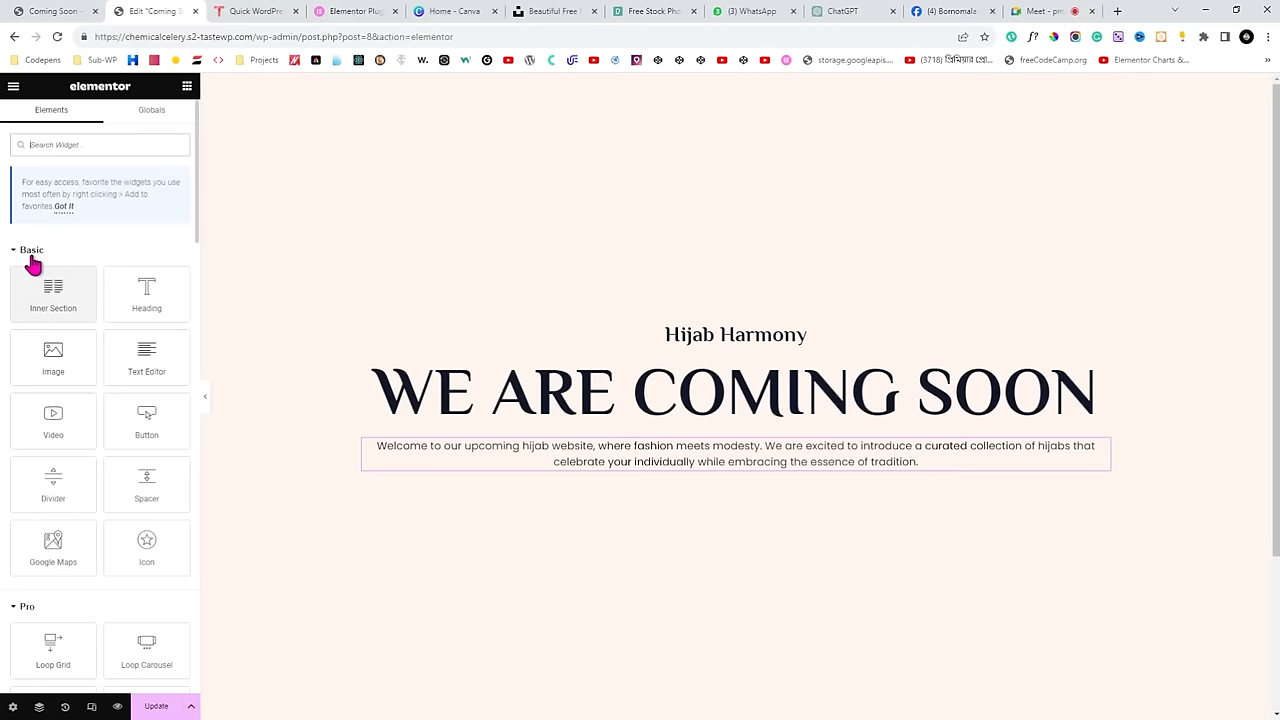 Coming Soon –
Edit "Coming S
Quick WordPre
Elementor Plug
Home - Canva
Beautiful Free I
Free Stock Pho
(3) WhatsApp
ChatGPT
(4) Bornomala
Meet - pm
https://chemicalcelery.s2-tastewp.com/wp-admin/post.php?post=8&action=elementor
Codepens
Sub-WP
Projects
storage.googleapis...
freeCodeCamp.org
Elementor Charts &...
elementor
Elements
Globals
Search Widget...
For easy access, favorite the widgets you use
most often by right clicking > Add to
favorites. Got It
Basic
Inner Section
Heading
Image
Text Editor
Video
Button
Divider
Spacer
Google Maps
Icon
Pro
Loop Grid
Loop Carousel
Update
Hijab Harmony
WE ARE COMING SOON
Welcome to our upcoming hijab website, where fashion meets modesty. We are excited to introduce a curated collection of hijabs that
celebrate your individually while embracing the essence of tradition.